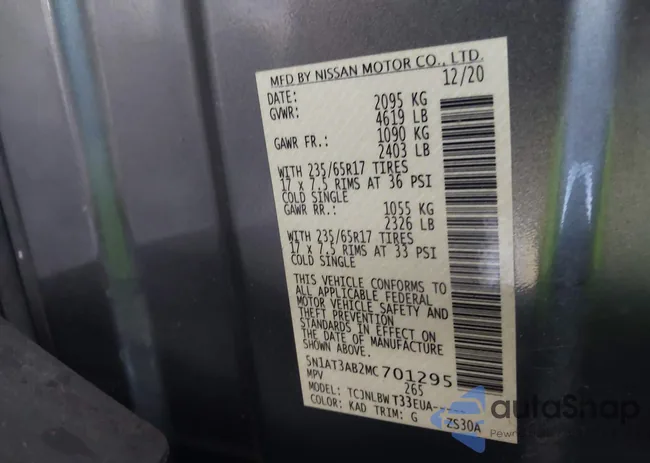 MFD BY NISSAN MOTOR CO., LTD.
DATE: 12/20
GVWR: 2095 KG
4619 LB
GAWR FR.: 1090 KG
2403 LB
WITH 235/65R17 TIRES
17 x 7.5 RIMS AT 36 PSI
COLD SINGLE
GAWR RR.: 1055 KG
2326 LB
WITH 235/65R17 TIRES
17 x 7.5 RIMS AT 33 PSI
COLD SINGLE
THIS VEHICLE CONFORMS TO
ALL APPLICABLE FEDERAL
MOTOR VEHICLE SAFETY AND
THEFT PREVENTION
STANDARDS IN EFFECT ON
THE DATE OF MANUFACTURE
SHOWN ABOVE.
5N1AT3AB2MC701295
MPV 265
MODEL: TCJNLBW T33EUA-----
COLOR: KAD TRIM: G ZS30A
autoShop